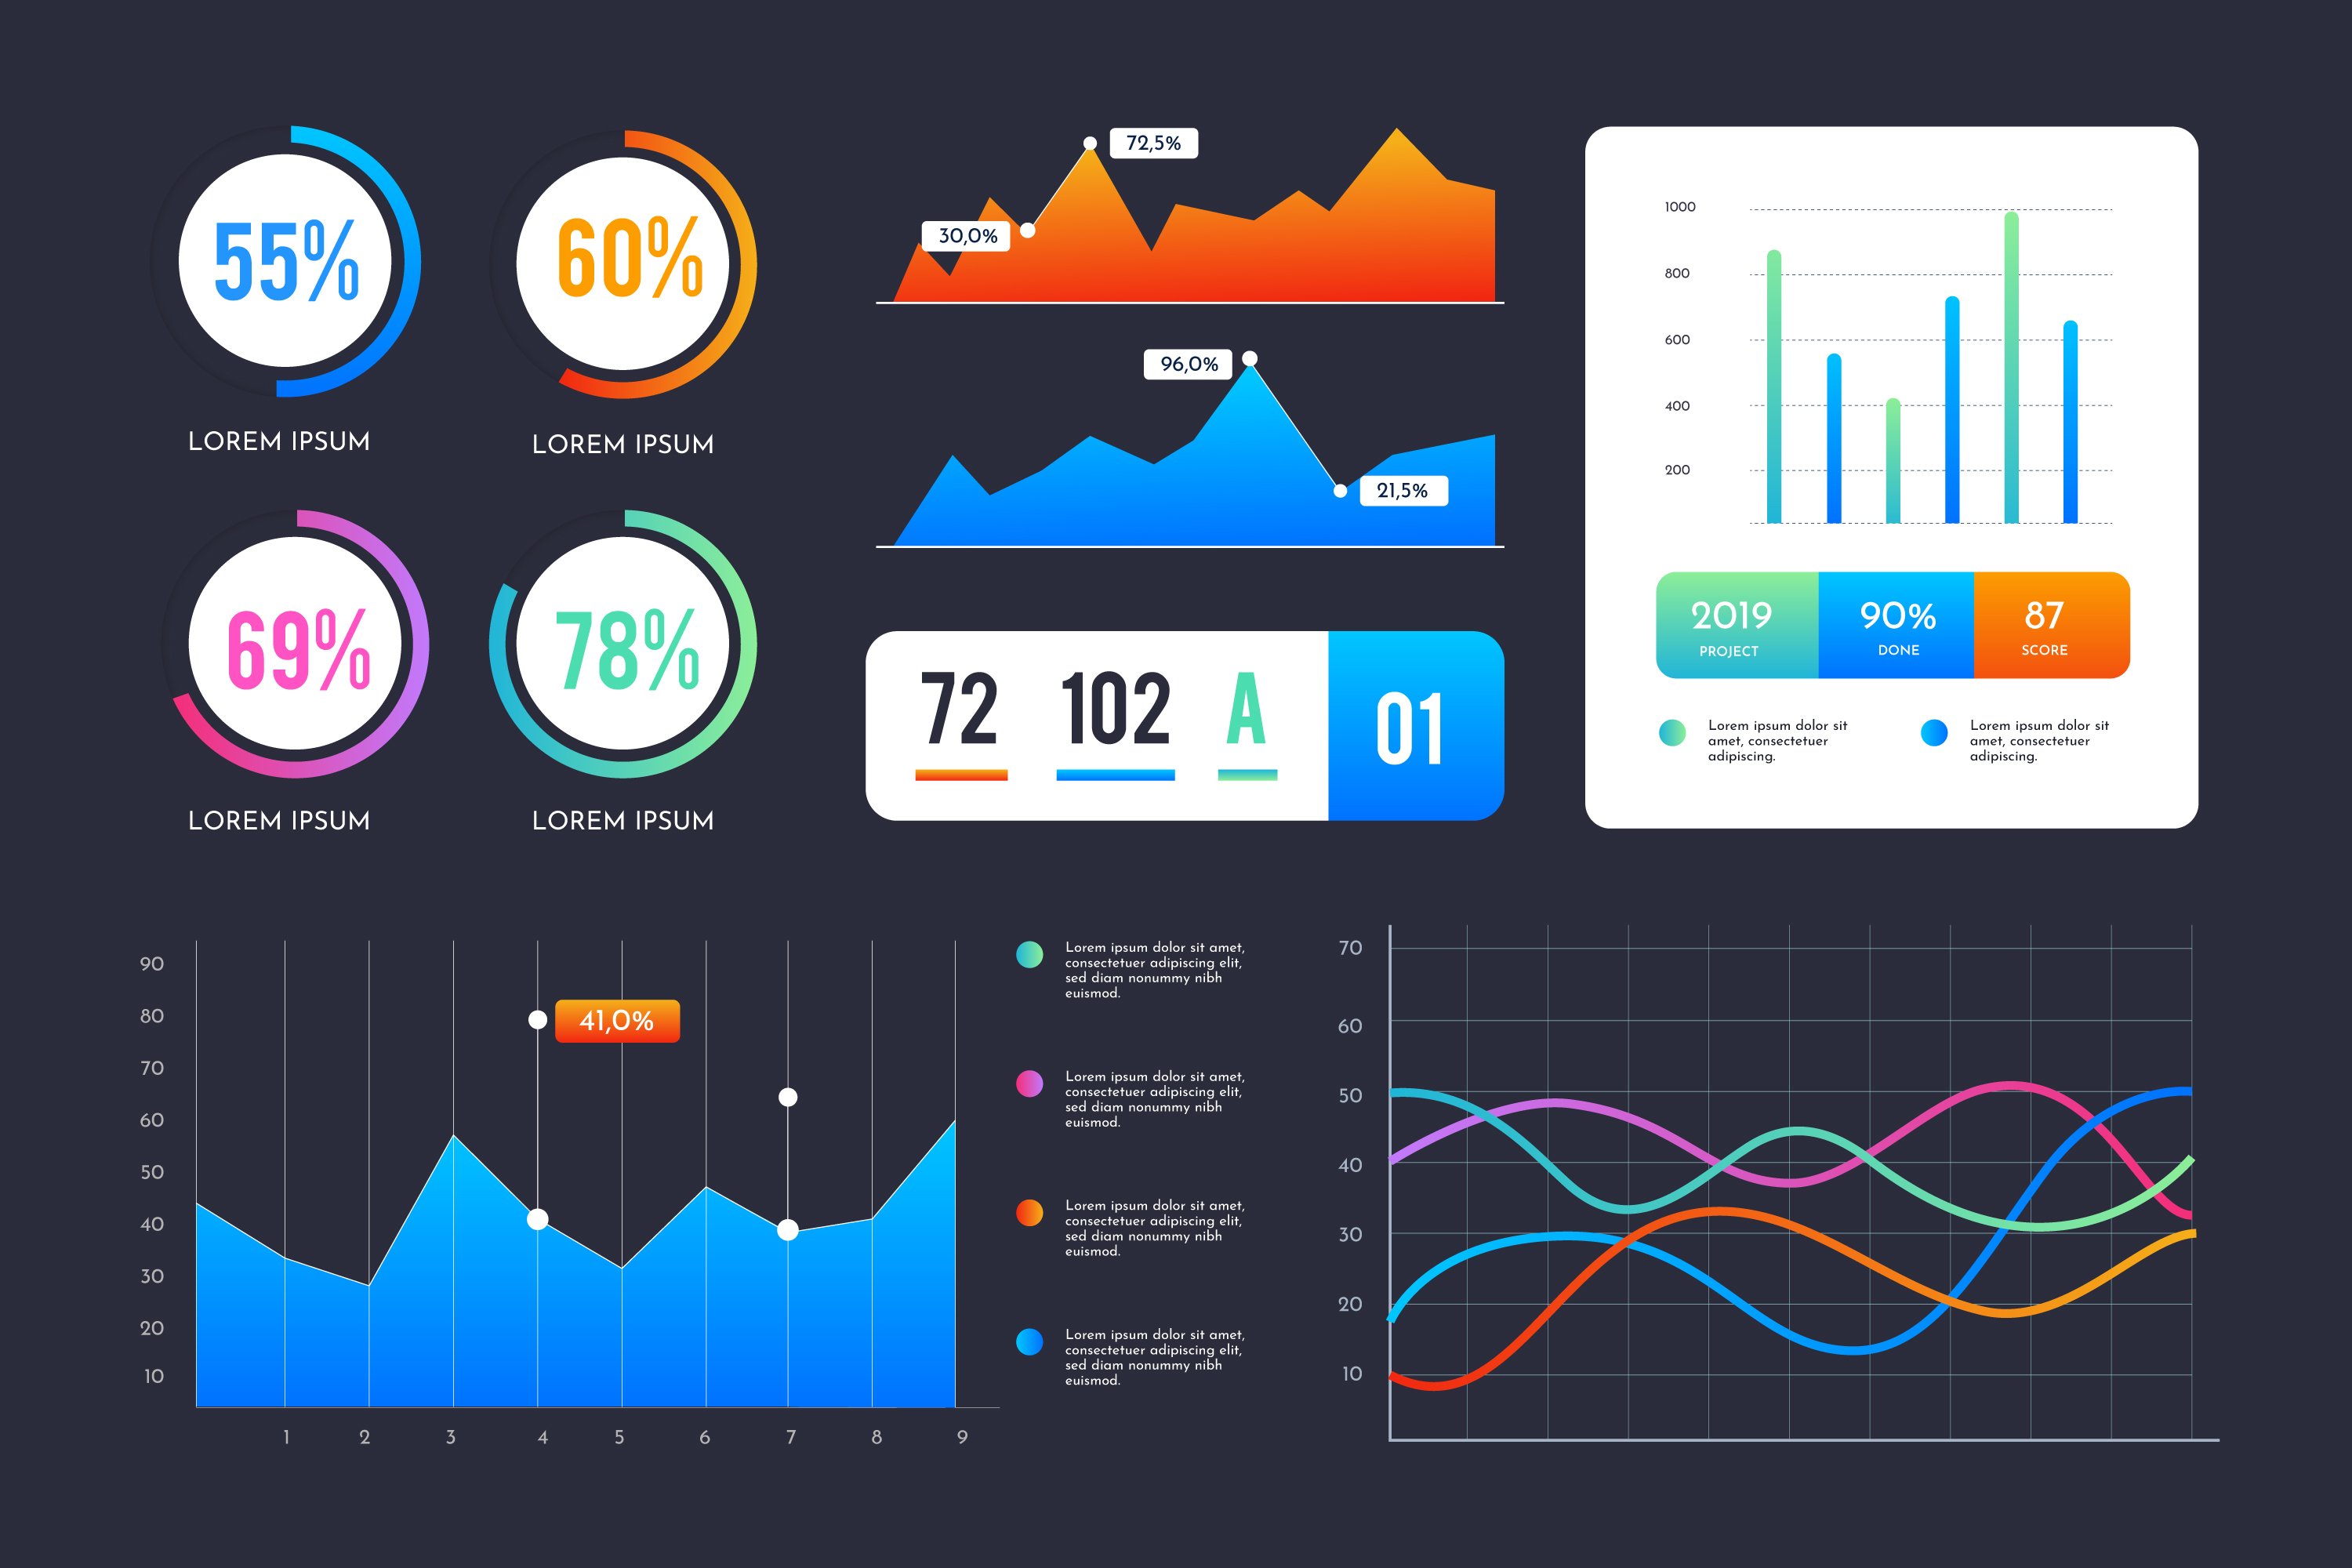 55%
LOREM IPSUM
60%
LOREM IPSUM
69%
LOREM IPSUM
78%
LOREM IPSUM
72,5%
30,0%
96,0%
21,5%
72
102
A
01
1000
800
600
400
200
2019
PROJECT
90%
DONE
87
SCORE
Lorem ipsum dolor sit
amet, consectetuer
adipiscing.
Lorem ipsum dolor sit
amet, consectetuer
adipiscing.
90
80
70
60
50
40
30
20
10
41,0%
1 2 3 4 5 6 7 8 9
Lorem ipsum dolor sit amet,
consectetuer adipiscing elit,
sed diam nonummy nibh
euismod.
Lorem ipsum dolor sit amet,
consectetuer adipiscing elit,
sed diam nonummy nibh
euismod.
Lorem ipsum dolor sit amet,
consectetuer adipiscing elit,
sed diam nonummy nibh
euismod.
Lorem ipsum dolor sit amet,
consectetuer adipiscing elit,
sed diam nonummy nibh
euismod.
70
60
50
40
30
20
10